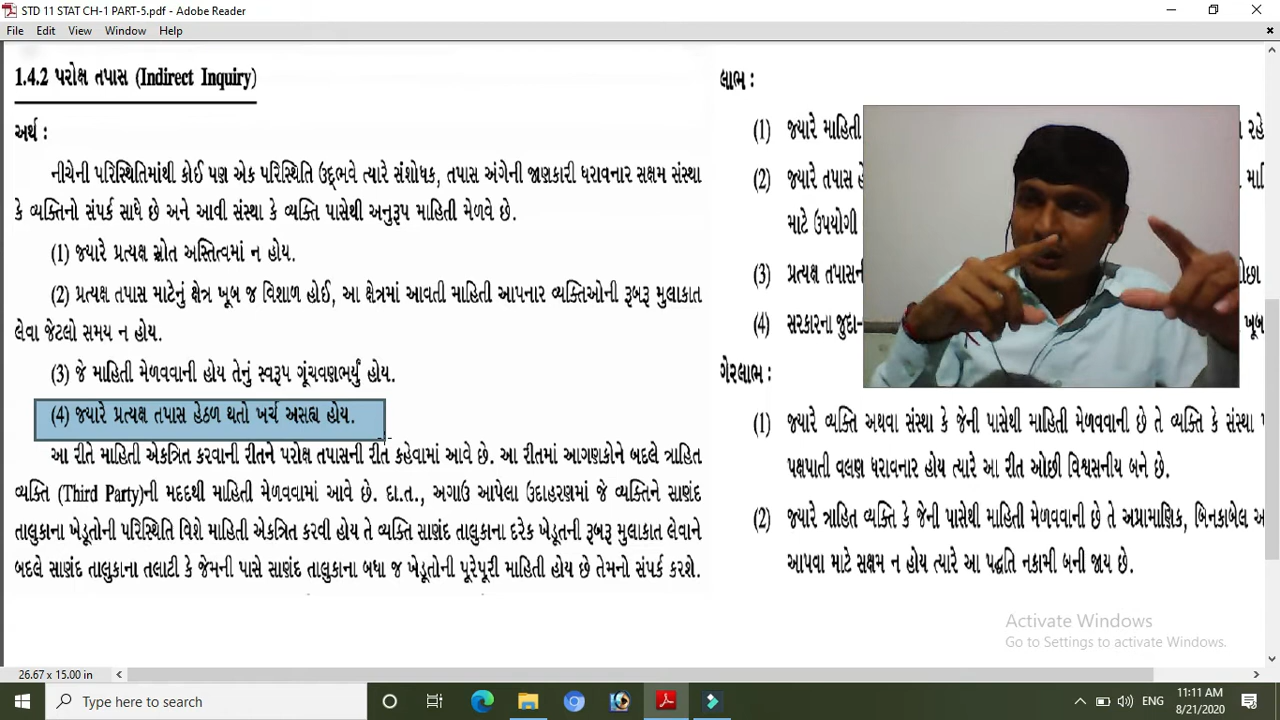 STD 11 STAT CH-1 PART-5.pdf - Adobe Reader
File Edit View Window Help
1.4.2 પરોક્ષ તપાસ (Indirect Inquiry)
અર્થ :
નીચેની પરિસ્થિતિમાંથી કોઈ પણ એક પરિસ્થિતિ ઉદ્દ્ભવે ત્યારે સંશોધક, તપાસ અંગેની જાણકારી ધરાવનાર સક્ષમ સંસ્થા
કે વ્યક્તિનો સંપર્ક સાધે છે અને આવી સંસ્થા કે વ્યક્તિ પાસેથી અનુરૂપ માહિતી મેળવે છે.
(1) જ્યારે પ્રત્યક્ષ સ્રોત અસ્તિત્વમાં ન હોય.
(2) પ્રત્યક્ષ તપાસ માટેનું ક્ષેત્ર ખૂબ જ વિશાળ હોઈ, આ ક્ષેત્રમાં આવતી માહિતી આપનાર વ્યક્તિઓની રૂબરૂ મુલાકાત
લેવા જેટલો સમય ન હોય.
(3) જે માહિતી મેળવવાની હોય તેનું સ્વરૂપ ગૂંચવણભર્યું હોય.
(4) જ્યારે પ્રત્યક્ષ તપાસ હેઠળ થતો ખર્ચ અસહ્ય હોય.
આ રીતે માહિતી એકત્રિત કરવાની રીતને પરોક્ષ તપાસની રીત કહેવામાં આવે છે. આ રીતમાં આગણકોને બદલે ત્રાહિત
વ્યક્તિ (Third Party)ની મદદથી માહિતી મેળવવામાં આવે છે. દા.ત., અગાઉ આપેલા ઉદાહરણમાં જે વ્યક્તિને સાણંદ
તાલુકાના ખેડૂતોની પરિસ્થિતિ વિશે માહિતી એકત્રિત કરવી હોય તે વ્યક્તિ સાણંદ તાલુકાના દરેક ખેડૂતની રૂબરૂ મુલાકાત લેવાને
બદલે સાણંદ તાલુકાના તલાટી કે જેમની પાસે સાણંદ તાલુકાના બધા જ ખેડૂતોની પૂરેપૂરી માહિતી હોય છે તેમનો સંપર્ક કરશે.
લાભ :
(1) જ્યારે માહિતી
(2) જ્યારે તપાસ
માટે ઉપયોગી
(3) પ્રત્યક્ષ તપાસની
(4) સરકારના જુદા- ખૂબ
ગેરલાભ :
(1) જ્યારે વ્યક્તિ અથવા સંસ્થા કે જેની પાસેથી માહિતી મેળવવાની છે તે વ્યક્તિ કે સંસ્થા
પક્ષપાતી વલણ ધરાવનાર હોય ત્યારે આ રીત ઓછી વિશ્વસનીય બને છે.
(2) જ્યારે ત્રાહિત વ્યક્તિ કે જેની પાસેથી માહિતી મેળવવાની છે તે અપ્રામાણિક, બિનકાબેલ
આપવા માટે સક્ષમ ન હોય ત્યારે આ પદ્ધતિ નકામી બની જાય છે.
Activate Windows
Go to Settings to activate Windows.
26.67 x 15.00 in
Type here to search
ENG
11:11 AM
8/21/2020